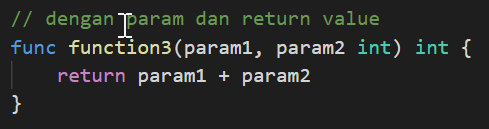 // dengan param dan return value
func function3(param1, param2 int) int {
    return param1 + param2
}